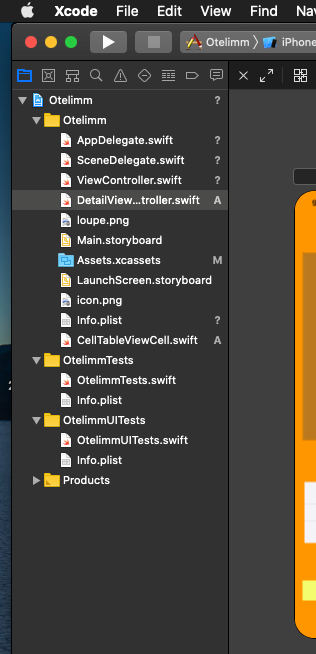 Xcode File Edit View Find Nav
Otelimm iPhone
Otelimm ?
Otelimm
AppDelegate.swift ?
SceneDelegate.swift ?
ViewController.swift ?
DetailView...troller.swift A
loupe.png
Main.storyboard
Assets.xcassets M
LaunchScreen.storyboard
icon.png
Info.plist ?
CellTableViewCell.swift A
OtelimmTests
OtelimmTests.swift
Info.plist
OtelimmUITests
OtelimmUITests.swift
Info.plist
Products